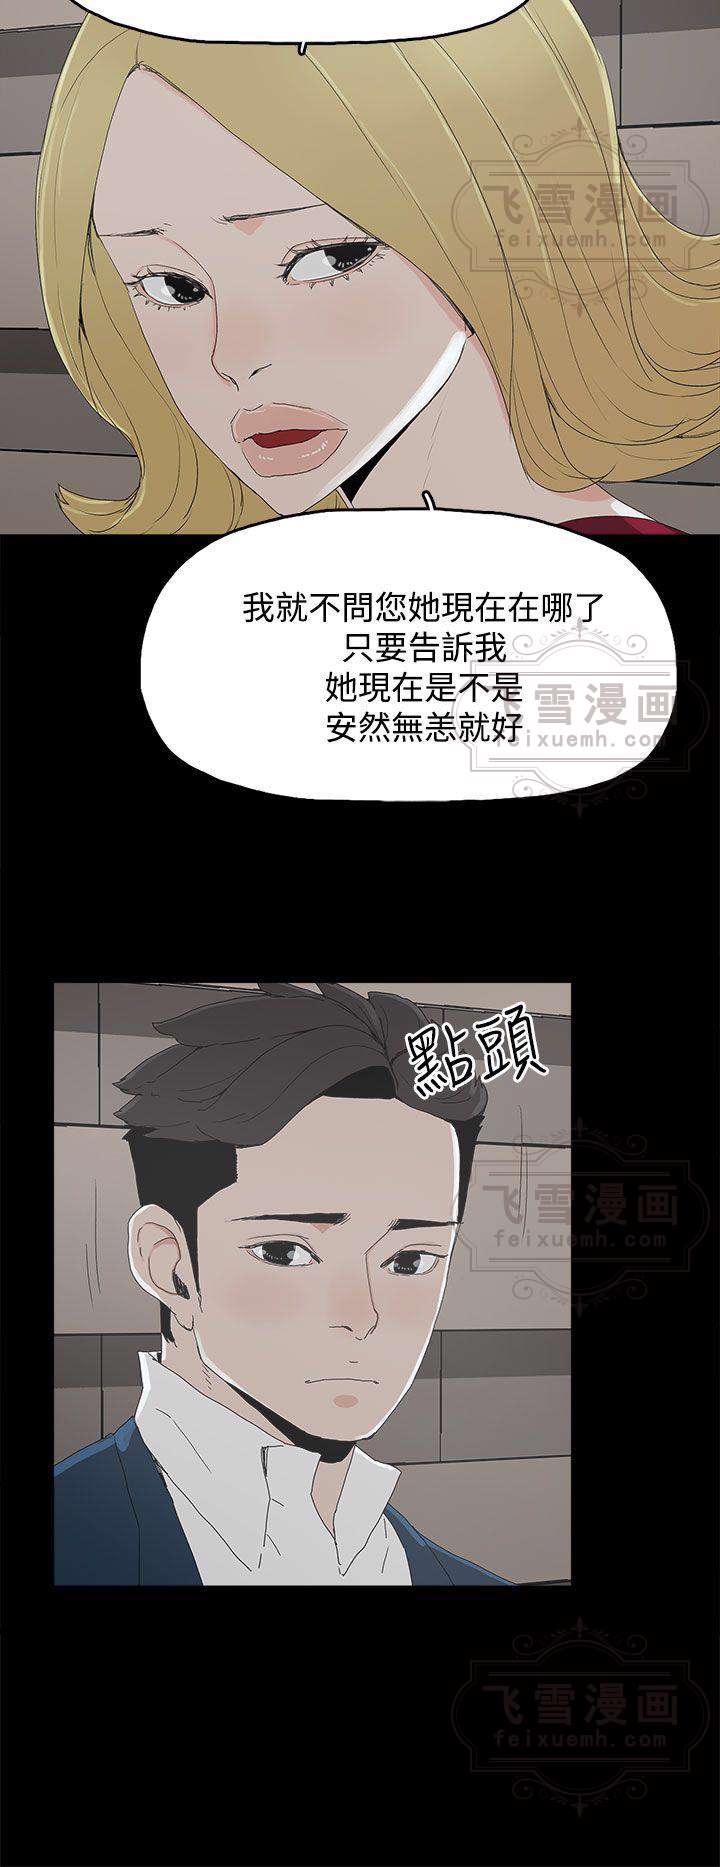 飞雪漫画
feixuemh.com
我就不問您她現在在哪了
只要告訴我
她現在是不是
安然無恙就好
飞雪漫画
feixuemh.com
點頭
飞雪漫画
feixuemh.com
飞雪漫画
feixuemh.com